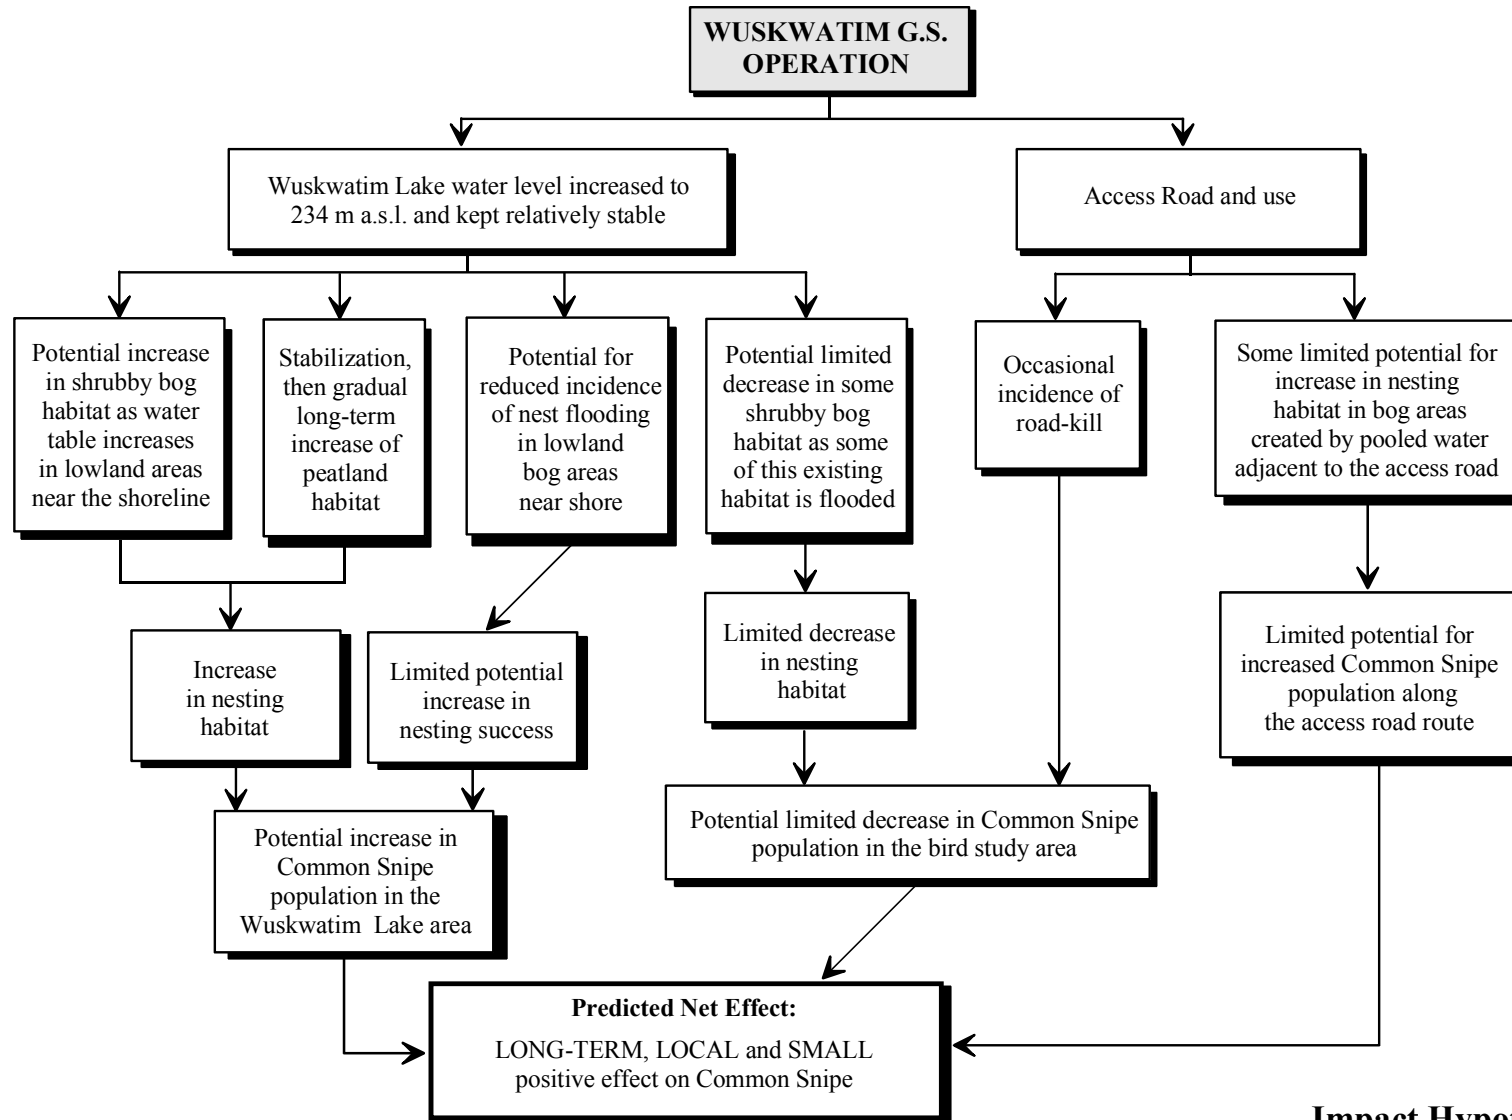 WUSKWATIM G.S.
OPERATION
Wuskwatim Lake water level increased to
234 m a.s.l. and kept relatively stable
Access Road and use
Potential increase
in shrubby bog
habitat as water
table increases
in lowland areas
near the shoreline
Stabilization,
then gradual
long-term
increase of
peatland
habitat
Potential for
reduced incidence
of nest flooding
in lowland
bog areas
near shore
Potential limited
decrease in some
shrubby bog
habitat as some
of this existing
habitat is flooded
Occasional
incidence of
road-kill
Some limited potential for
increase in nesting
habitat in bog areas
created by pooled water
adjacent to the access road
Increase
in nesting
habitat
Limited potential
increase in
nesting success
Limited decrease
in nesting
habitat
Limited potential for
increased Common Snipe
population along
the access road route
Potential increase in
Common Snipe
population in the
Wuskwatim Lake area
Potential limited decrease in Common Snipe
population in the bird study area
Predicted Net Effect:
LONG-TERM, LOCAL and SMALL
positive effect on Common Snipe
Impact